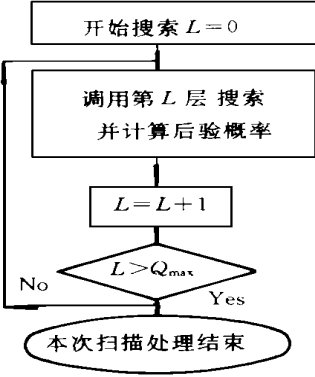 开始搜索 L=0
调用第 L 层 搜索
并计算后验概率
L=L+1
L>Qmax
No
Yes
本次扫描处理结束